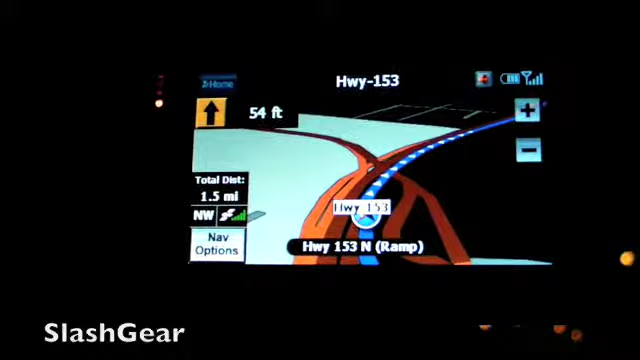 Home
Hwy-153
54 ft
+
Total Dist:
1.5 mi
Hwy 153
NW
Nav
Options
Hwy 153 N (Ramp)
SlashGear